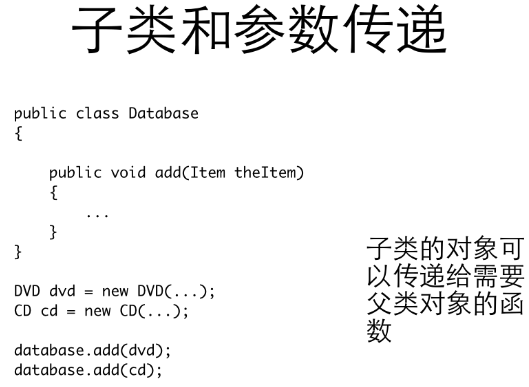 子类和参数传递
public class Database
{
public void add(Item theItem)
{
...
}
}
DVD dvd = new DVD(...);
CD cd = new CD(...);
database.add(dvd);
database.add(cd);
子类的对象可
以传递给需要
父类对象的函
数